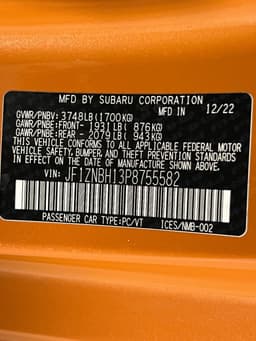 MFD BY SUBARU CORPORATION
GVWR/PNBV: 3748LB(1700KG) 12/22
GAWR/PNBE:FRONT- 1931LB( 876KG)
GAWR/PNBE:REAR - 2079LB( 943KG)
THIS VEHICLE CONFORMS TO ALL APPLICABLE FEDERAL MOTOR
VEHICLE SAFETY, BUMPER, AND THEFT PREVENTION STANDARDS
IN EFFECT ON THE DATE OF MANUFACTURE SHOWN ABOVE.
VIN: JF1ZNBH13P8755582
PASSENGER CAR TYPE:PC/VT ICES/NMB-002